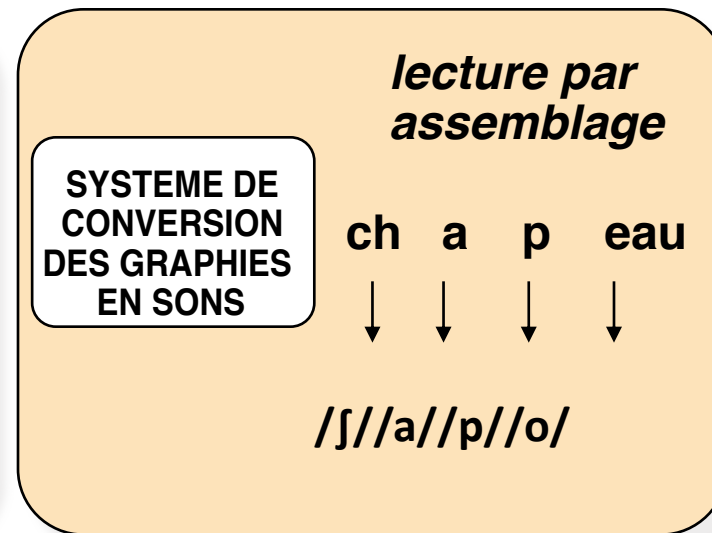 lecture par
assemblage
SYSTEME DE
CONVERSION
DES GRAPHIES
EN SONS
ch a p eau
/ʃ//a//p//o/